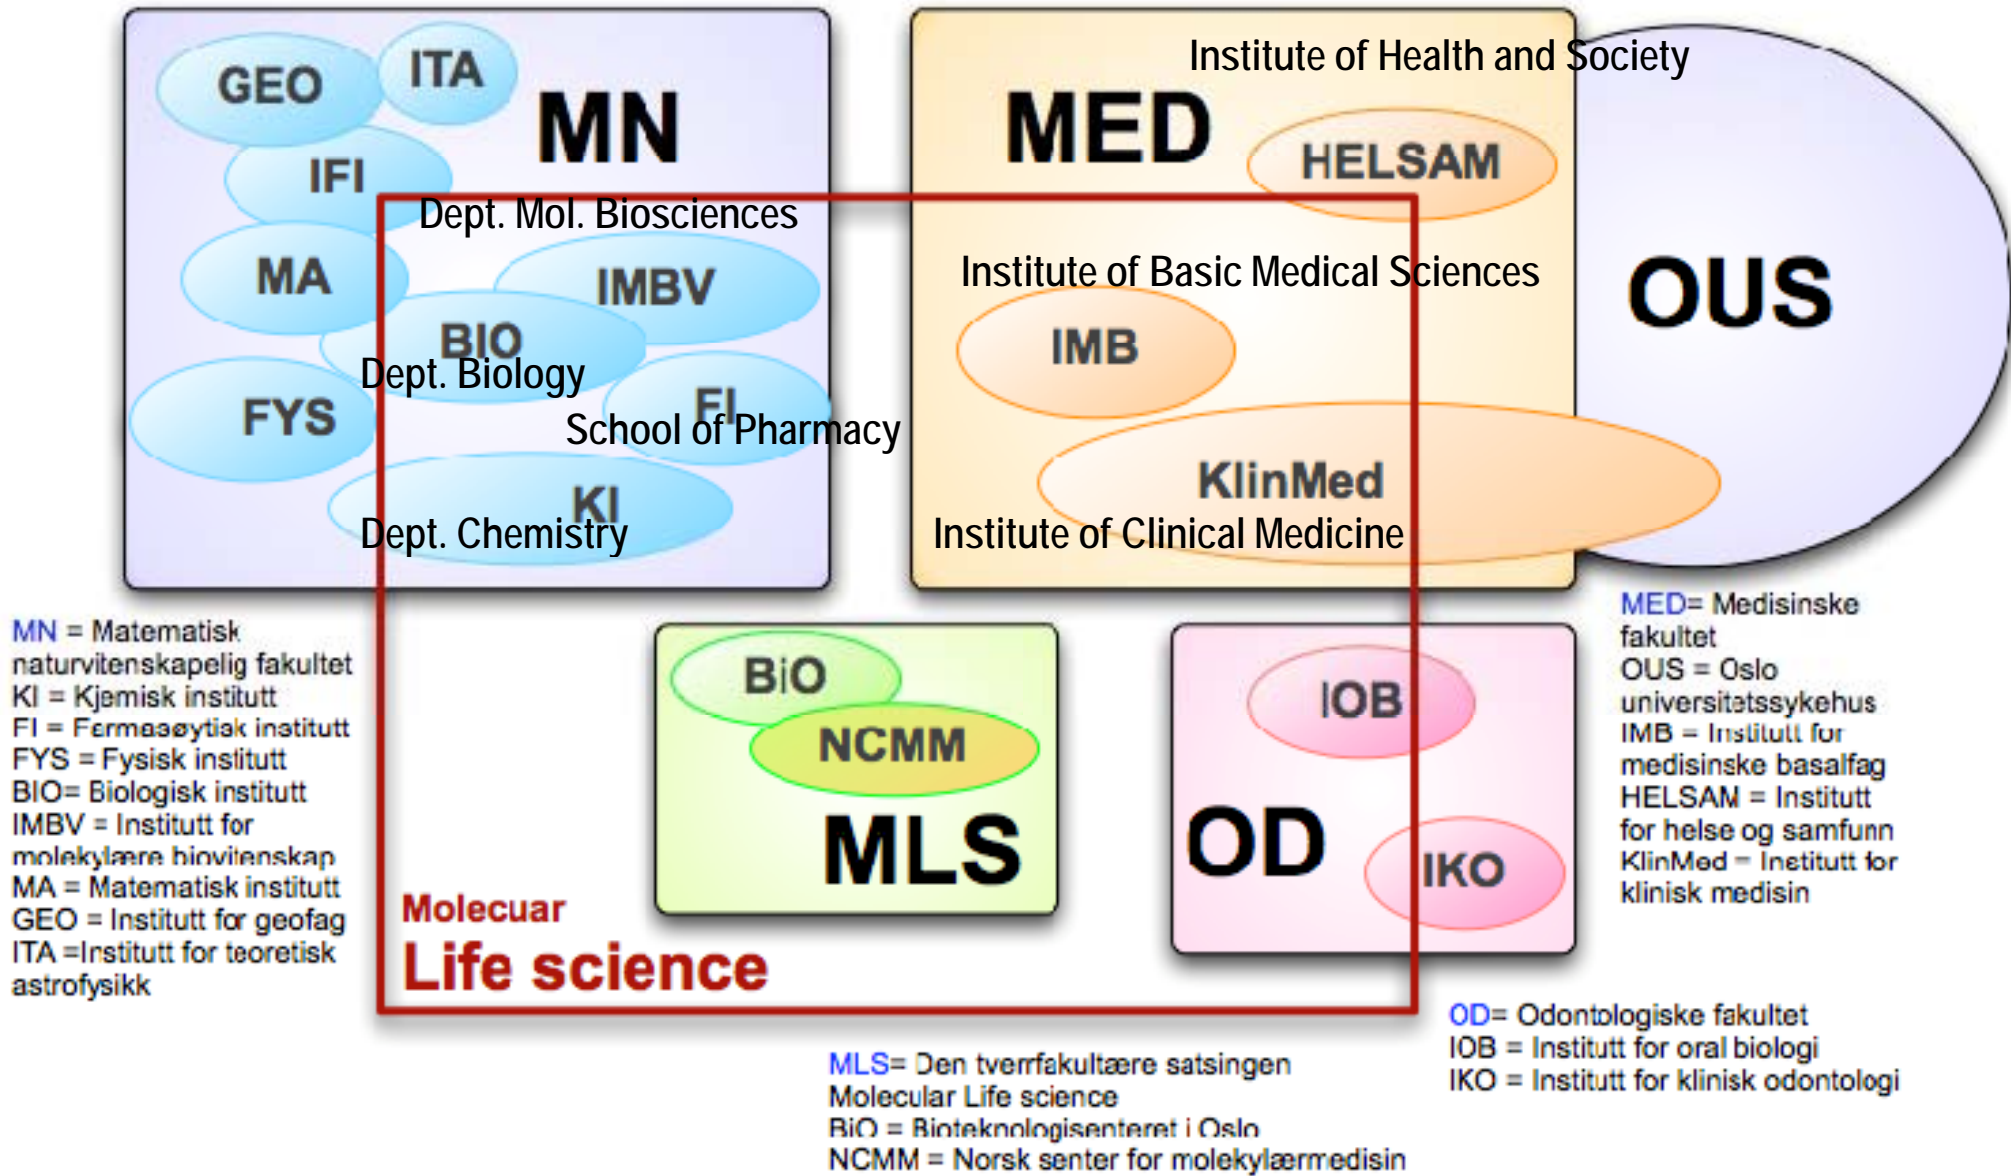 GEO
ITA
MN
IFI
Dept. Mol. Biosciences
MA
IMBV
BIO
Dept. Biology
FYS
FI
School of Pharmacy
KI
Dept. Chemistry
Institute of Health and Society
MED
HELSAM
Institute of Basic Medical Sciences
IMB
OUS
KlinMed
Institute of Clinical Medicine
MN = Matematisk
naturvitenskapelig fakultet
KI = Kjemisk institutt
FI = Farmasøytisk institutt
FYS = Fysisk institutt
BIO= Biologisk institutt
IMBV = Institutt for
molekylære biovitenskap
MA = Matematisk institutt
GEO = Institutt for geofag
ITA =Institutt for teoretisk
astrofysikk
BiO
NCMM
MLS
IOB
OD
IKO
Molecuar
Life science
MED= Medisinske
fakultet
OUS = Oslo
universitetssykehus
IMB = Institutt for
medisinske basalfag
HELSAM = Institutt
for helse og samfunn
KlinMed = Institutt for
klinisk medisin
OD= Odontologiske fakultet
IOB = Institutt for oral biologi
IKO = Institutt for klinisk odontologi
MLS= Den tverrfakultære satsingen
Molecular Life science
BiO = Bioteknologisenteret i Oslo
NCMM = Norsk senter for molekylærmedisin